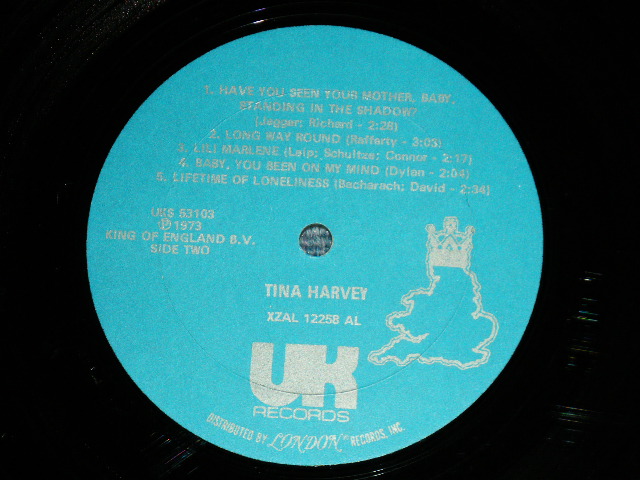 1. HAVE YOU SEEN YOUR MOTHER, BABY,
STANDING IN THE SHADOW?
(Jagger; Richard - 2:28)
2. LONG WAY ROUND (Rafferty - 3:03)
3. LILI MARLENE (Leip; Schultze; Connor - 2:17)
4. BABY, YOU BEEN ON MY MIND (Dylan - 2:04)
5. LIFETIME OF LONELINESS (Bacharach; David - 2:34)
UKS 53103
Ⓟ 1973
KING OF ENGLAND B.V.
SIDE TWO
TINA HARVEY
XZAL 12258 AL
UK
RECORDS
DISTRIBUTED BY LONDON® RECORDS, INC.